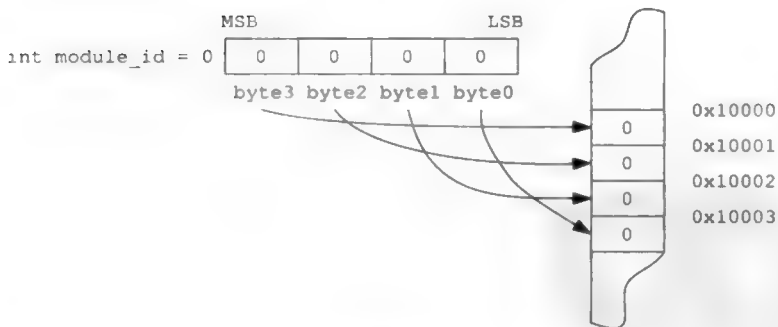 MSB LSB
int module_id = 0 0 0 0 0
byte3 byte2 byte1 byte0
0x10000
0
0x10001
0
0x10002
0
0x10003
0